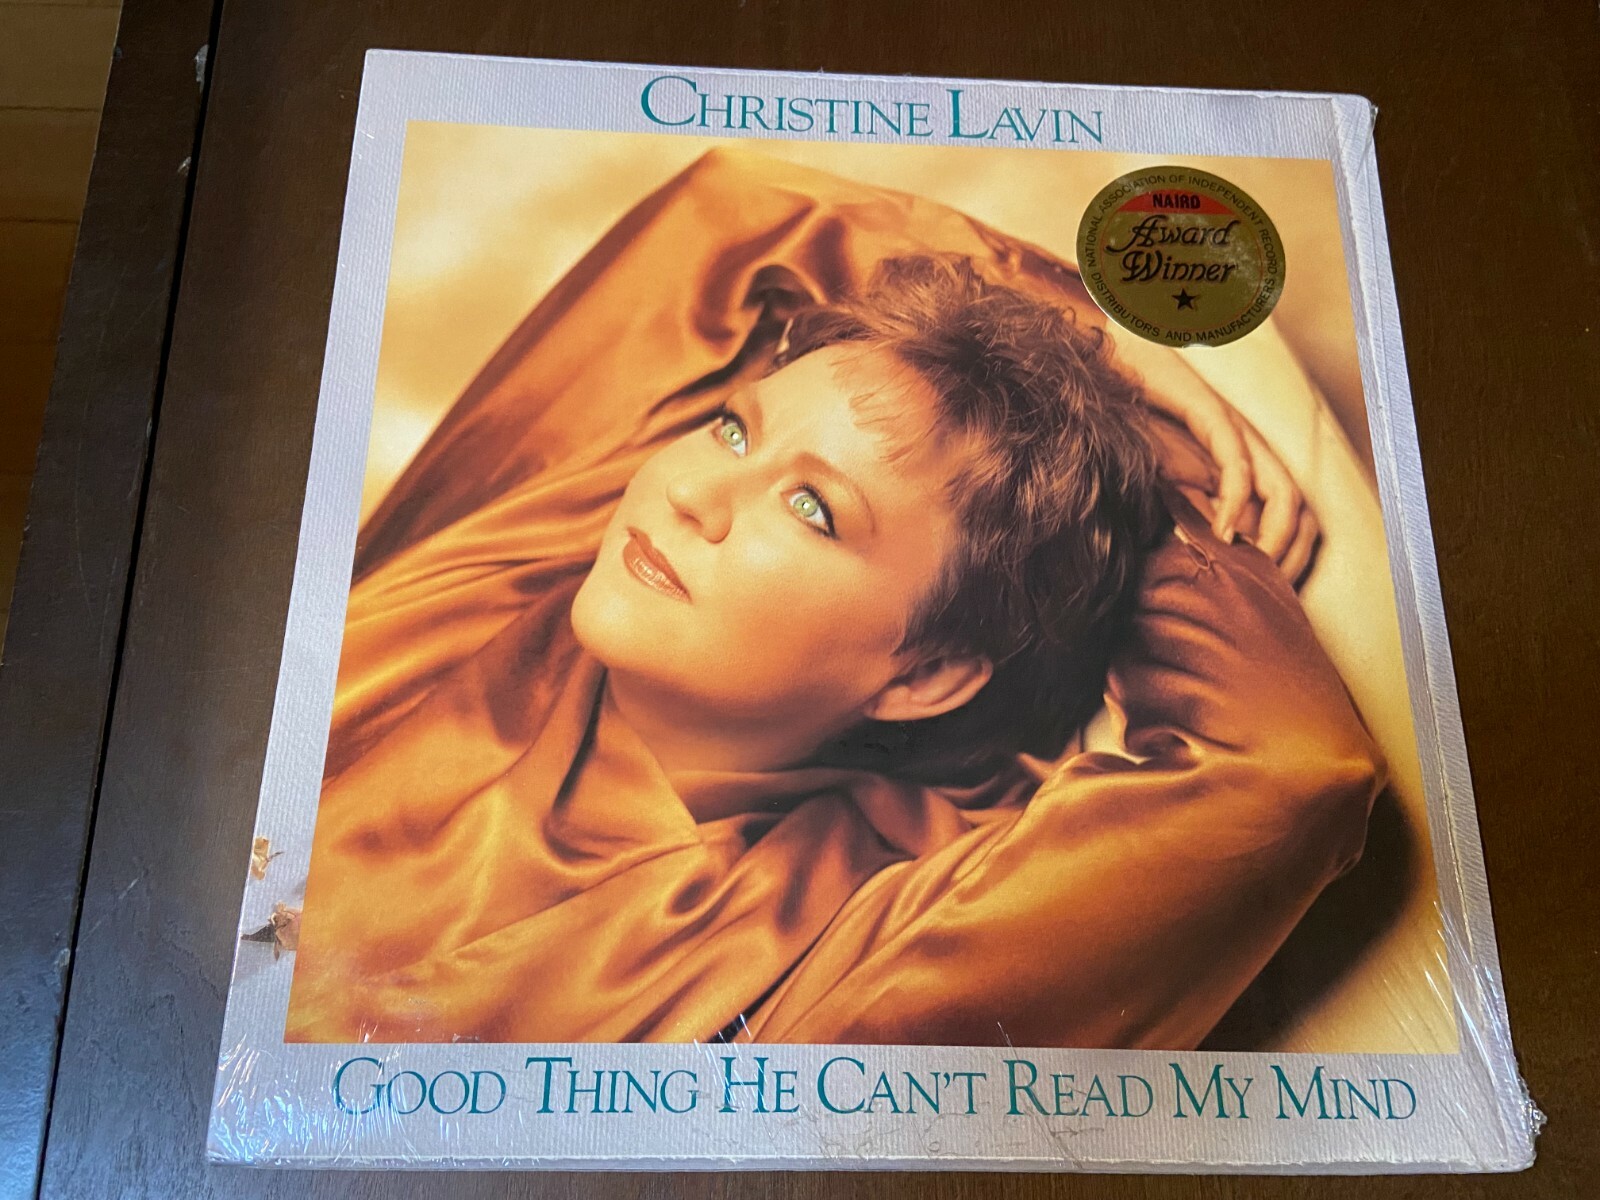 CHRISTINE LAVIN
NATIONAL ASSOCIATION OF INDEPENDENT RECORD
NAIRD
Award
Winner
DISTRIBUTORS AND MANUFACTURERS
GOOD THING HE CAN'T READ MY MIND